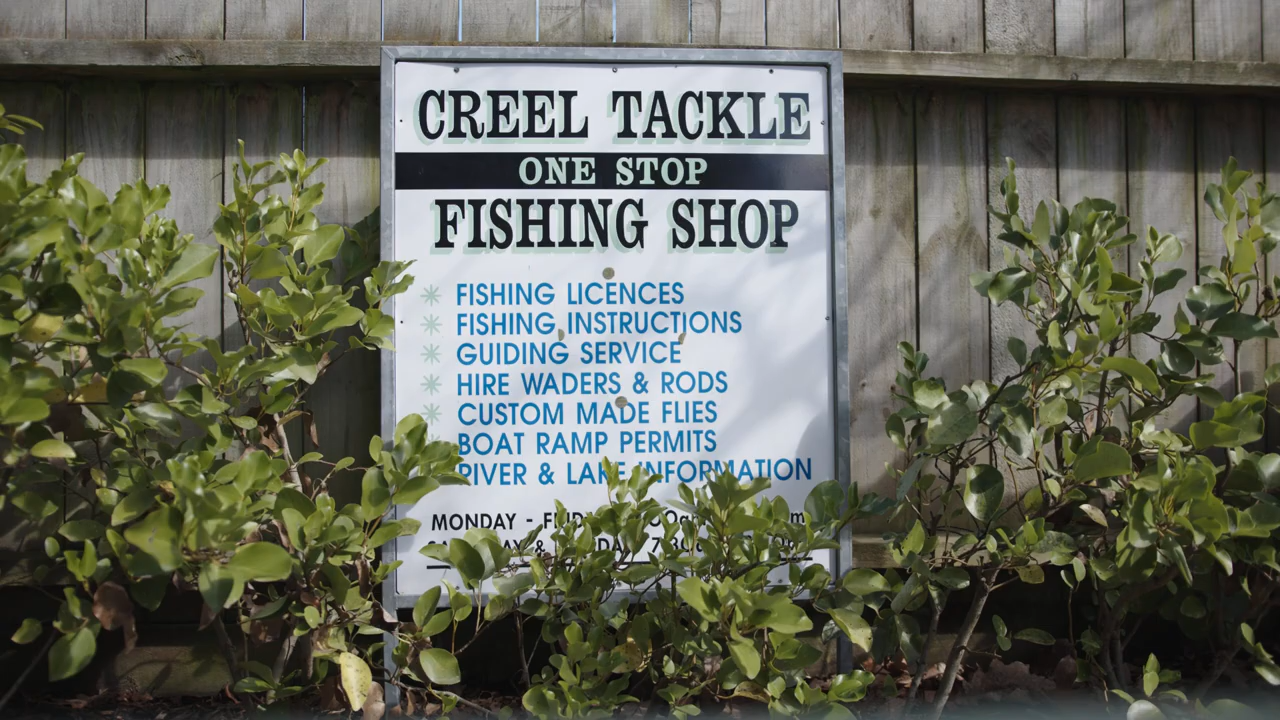 CREEL TACKLE
ONE STOP
FISHING SHOP
FISHING LICENCES
FISHING INSTRUCTIONS
GUIDING SERVICE
HIRE WADERS & RODS
CUSTOM MADE FLIES
BOAT RAMP PERMITS
RIVER & LAKE INFORMATION
MONDAY -
&